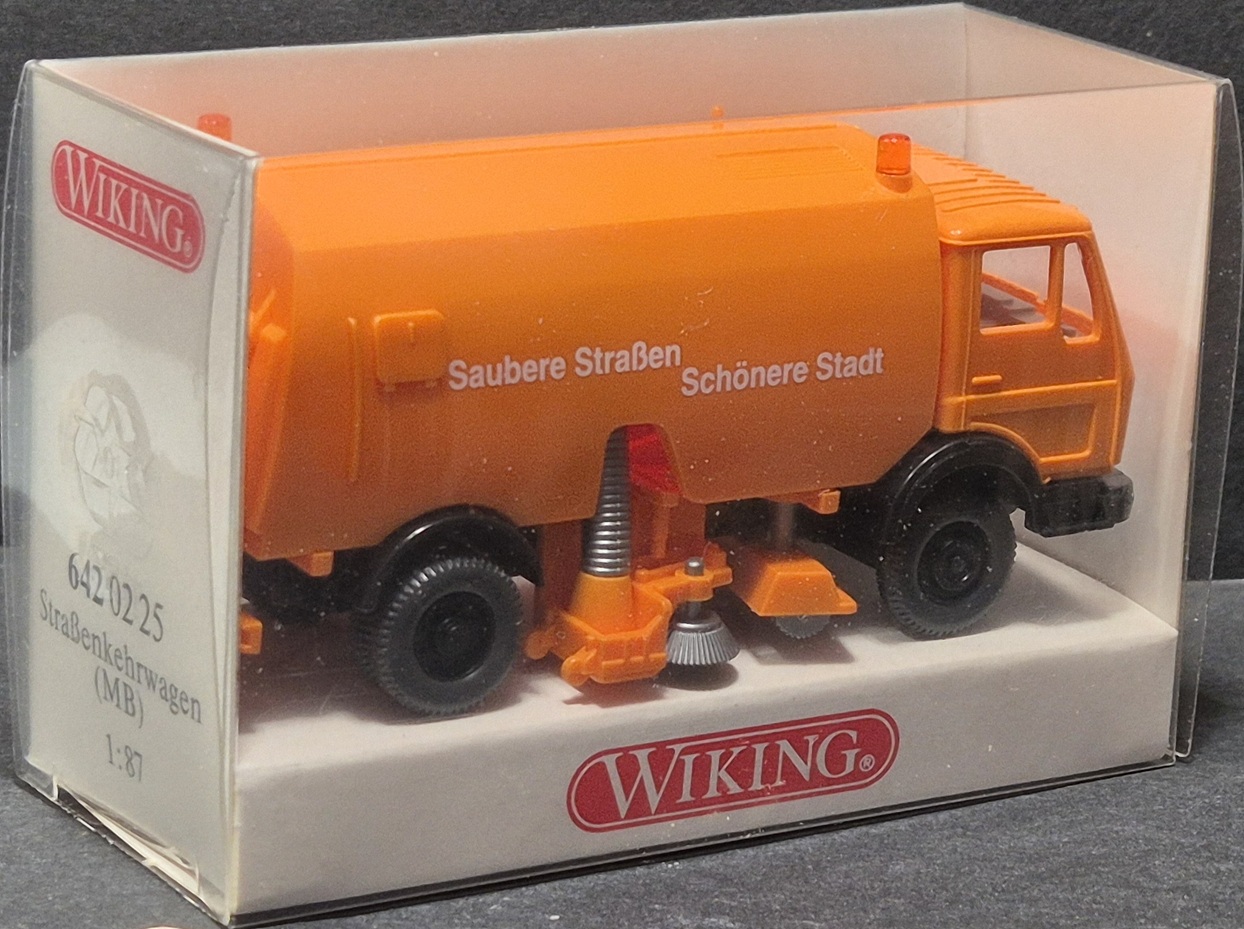 WIKING®
642 02 25
Straßenkehrwagen
(MB)
1:87
Saubere Straßen
Schönere Stadt
WIKING®